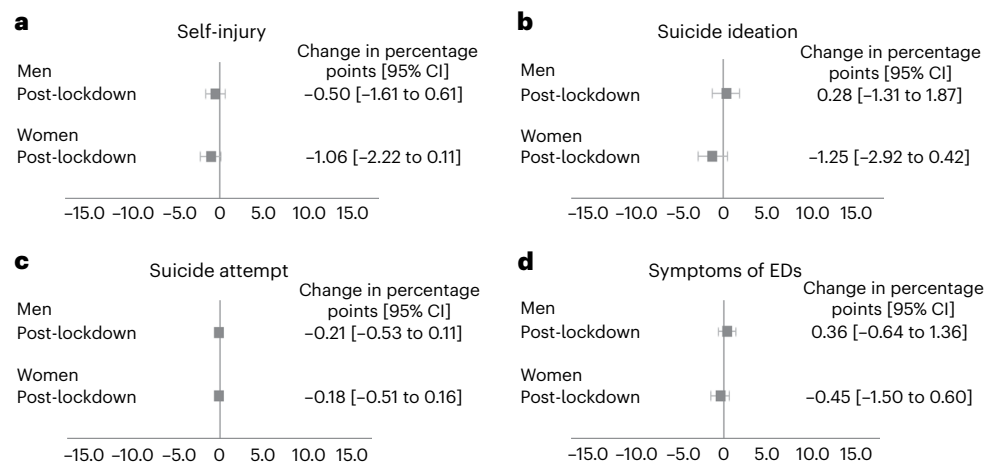 a
Self-injury
Change in percentage
points [95% CI]
Men
Post-lockdown
–0.50 [–1.61 to 0.61]
Women
Post-lockdown
–1.06 [–2.22 to 0.11]
–15.0 –10.0 –5.0 0 5.0 10.0 15.0
b
Suicide ideation
Change in percentage
points [95% CI]
Men
Post-lockdown
0.28 [–1.31 to 1.87]
Women
Post-lockdown
–1.25 [–2.92 to 0.42]
–15.0 –10.0 –5.0 0 5.0 10.0 15.0
c
Suicide attempt
Change in percentage
points [95% CI]
Men
Post-lockdown
–0.21 [–0.53 to 0.11]
Women
Post-lockdown
–0.18 [–0.51 to 0.16]
–15.0 –10.0 –5.0 0 5.0 10.0 15.0
d
Symptoms of EDs
Change in percentage
points [95% CI]
Men
Post-lockdown
0.36 [–0.64 to 1.36]
Women
Post-lockdown
–0.45 [–1.50 to 0.60]
–15.0 –10.0 –5.0 0 5.0 10.0 15.0